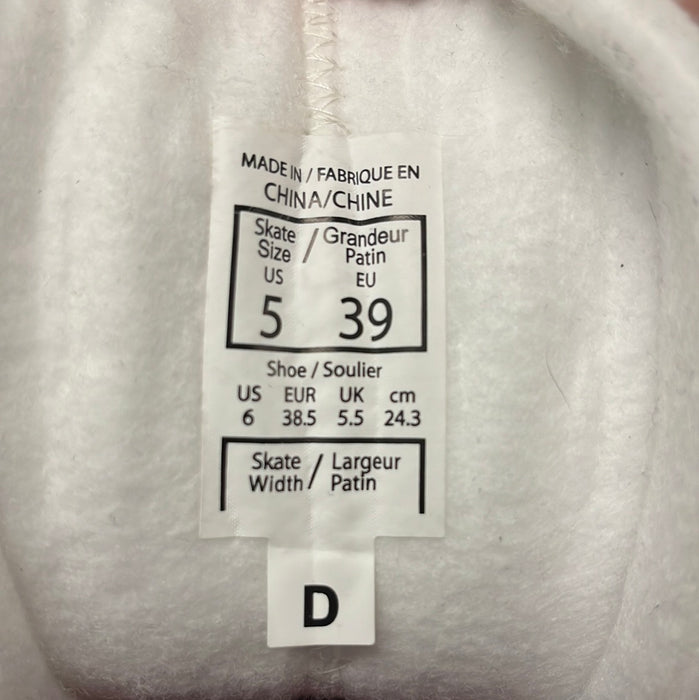 MADE IN / FABRIQUE EN
CHINA/CHINE
Skate / Grandeur
Size Patin
US EU
5 39
Shoe / Soulier
US EUR UK cm
6 38.5 5.5 24.3
Skate / Largeur
Width Patin
D